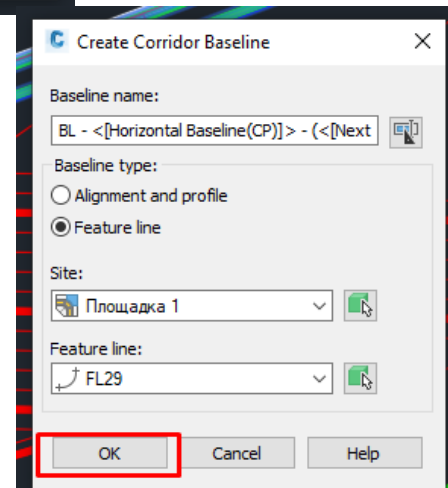 Create Corridor Baseline
Baseline name:
BL - <[Horizontal Baseline(CP)]> - (<[Next
Baseline type:
Alignment and profile
Feature line
Site:
Площадка 1
Feature line:
FL29
OK Cancel Help